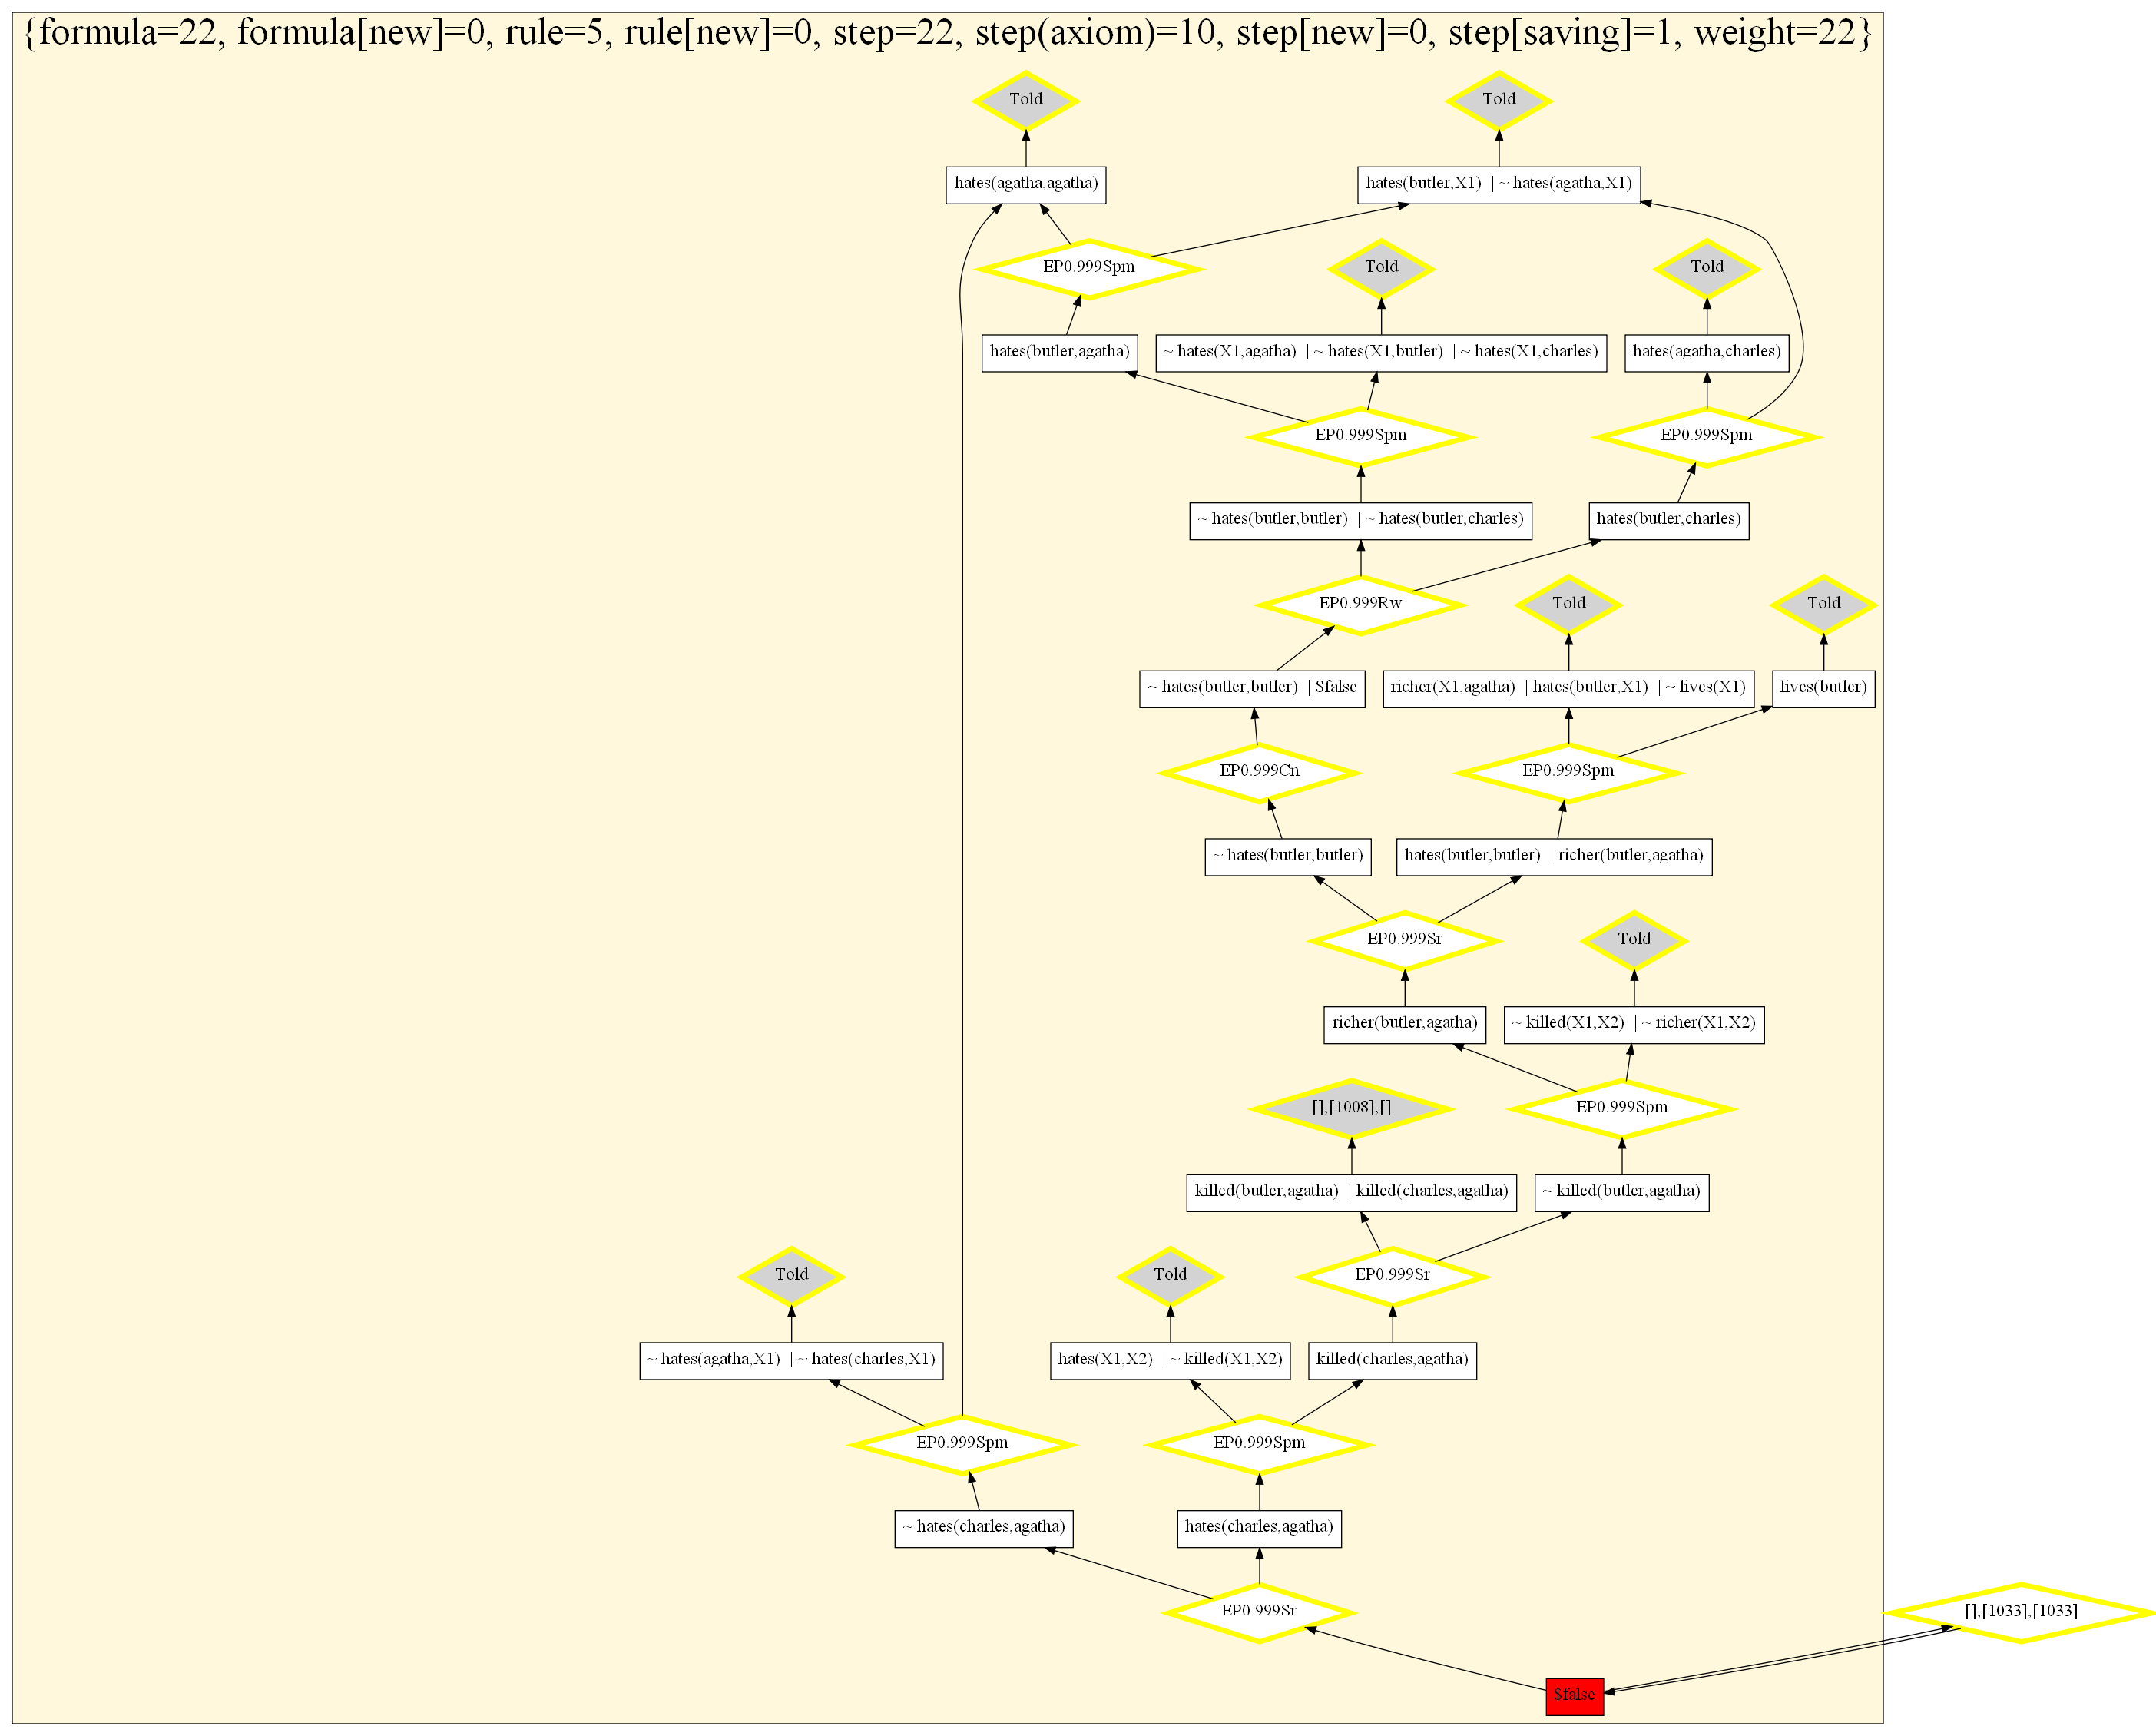 {formula=22, formula[new]=0, rule=5, rule[new]=0, step=22, step(axiom)=10, step[new]=0, step[saving]=1, weight=22}
Told
Told
hates(agatha,agatha)
hates(butler,X1) | ~ hates(agatha,X1)
EP0.999Spm
Told
Told
hates(butler,agatha)
~ hates(X1,agatha) | ~ hates(X1,butler) | ~ hates(X1,charles)
hates(agatha,charles)
EP0.999Spm
EP0.999Spm
~ hates(butler,butler) | ~ hates(butler,charles)
hates(butler,charles)
EP0.999Rw
Told
Told
~ hates(butler,butler) | $false
richer(X1,agatha) | hates(butler,X1) | ~ lives(X1)
lives(butler)
EP0.999Cn
EP0.999Spm
~ hates(butler,butler)
hates(butler,butler) | richer(butler,agatha)
EP0.999Sr
Told
richer(butler,agatha)
~ killed(X1,X2) | ~ richer(X1,X2)
[],[1008],[]
EP0.999Spm
killed(butler,agatha) | killed(charles,agatha)
~ killed(butler,agatha)
Told
Told
EP0.999Sr
~ hates(agatha,X1) | ~ hates(charles,X1)
hates(X1,X2) | ~ killed(X1,X2)
killed(charles,agatha)
EP0.999Spm
EP0.999Spm
~ hates(charles,agatha)
hates(charles,agatha)
EP0.999Sr
[],[1033],[1033]
$false